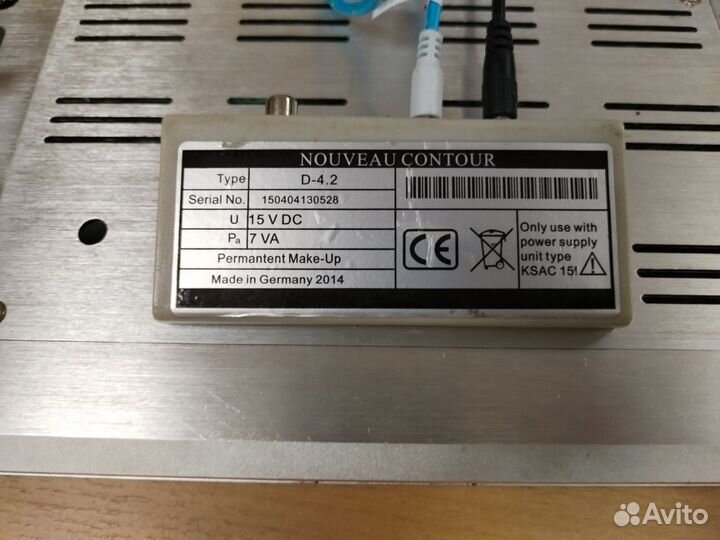 NOUVEAU CONTOUR
Type D-4.2
Serial No. 150404130528
U 15 V DC
Pa 7 VA
Permantent Make-Up
Made in Germany 2014
CE
Only use with
power supply
unit type
KSAC 15!
Avito